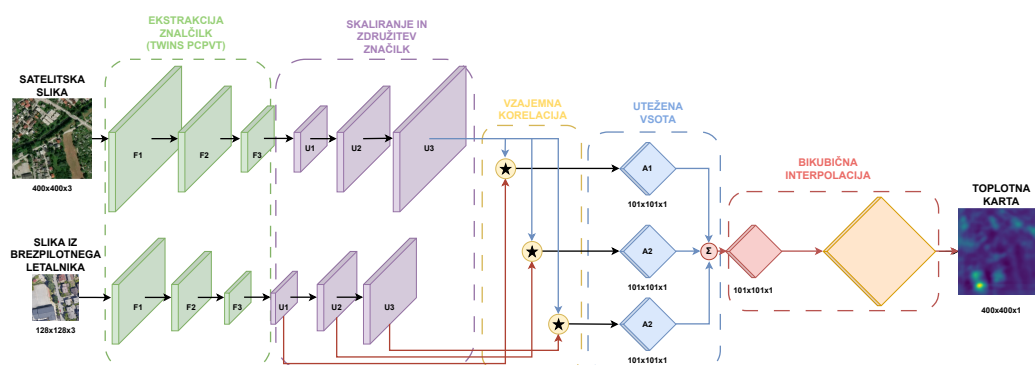 EKSTRAKCIJA
ZNALČILK
(TWINS PCPVT)
SKALIRANJE IN
ZDRUŽITEV
ZNAČILK
SATELITSKA
SLIKA
400x400x3
F1
F2
F3
U1
U2
U3
VZAJEMNA
KORELACIJA
UTEŽENA
VSOTA
A1
101x101x1
BIKUBIČNA
INTERPOLACIJA
TOPLOTNA
KARTA
SLIKA IZ
BREZPILOTNEGA
LETALNIKA
128x128x3
F1
F2
F3
U1
U2
U3
A2
101x101x1
Σ
101x101x1
400x400x1
A2
101x101x1